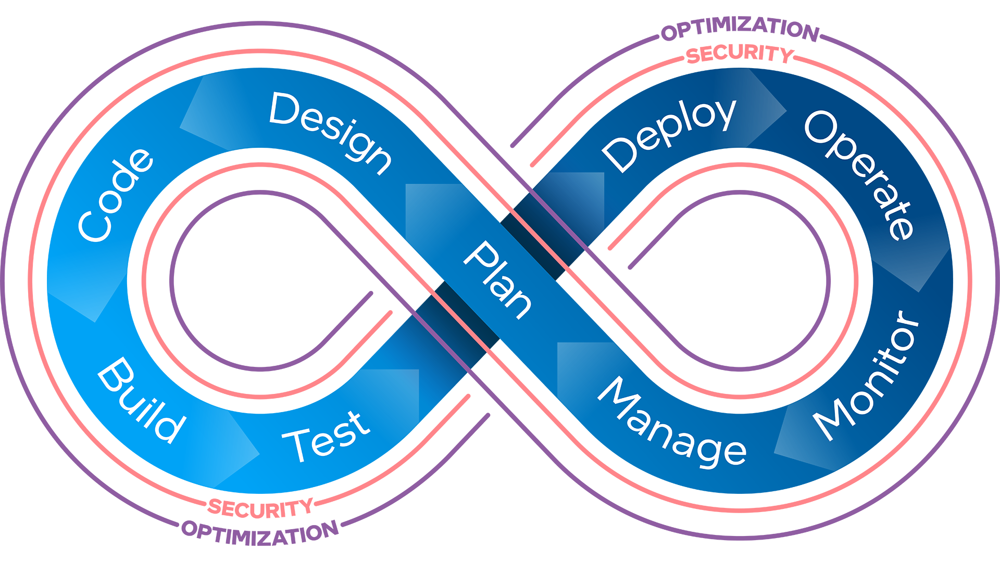 OPTIMIZATION
SECURITY
Plan
Design
Code
Build
Test
Deploy
Operate
Monitor
Manage
SECURITY
OPTIMIZATION